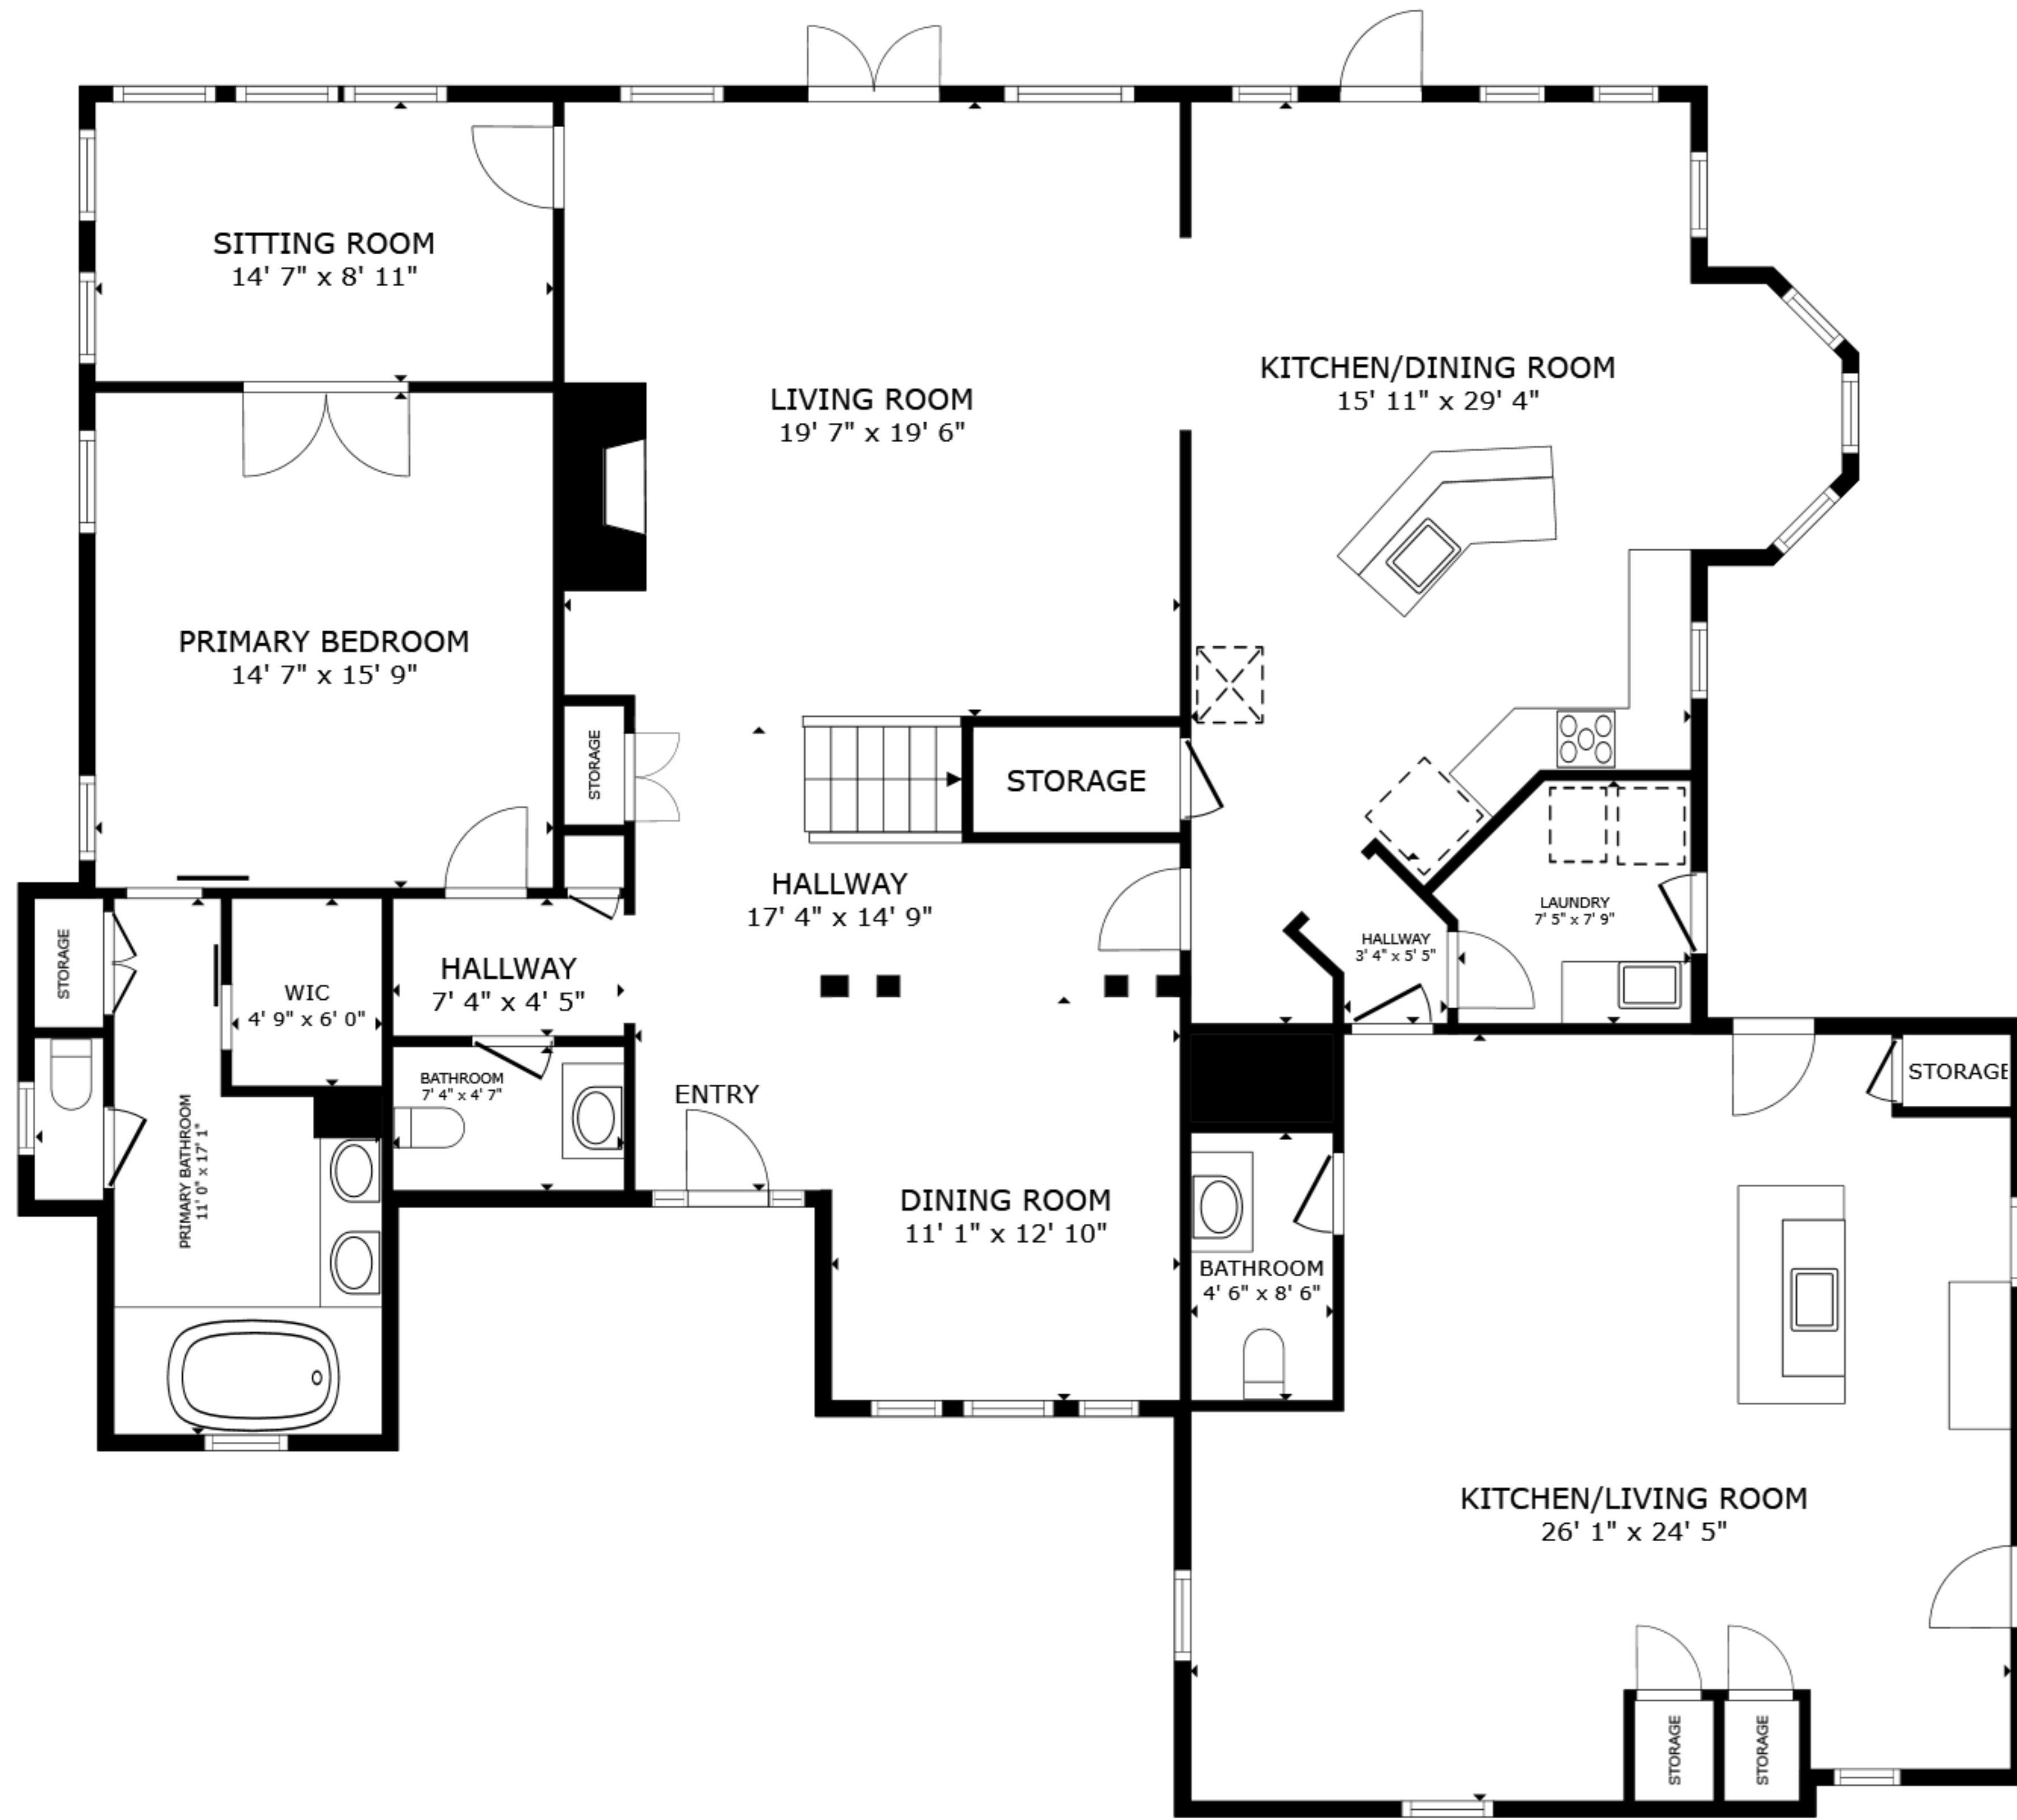 SITTING ROOM
14' 7" x 8' 11"
LIVING ROOM
19' 7" x 19' 6"
KITCHEN/DINING ROOM
15' 11" x 29' 4"
PRIMARY BEDROOM
14' 7" x 15' 9"
STORAGE
STORAGE
HALLWAY
17' 4" x 14' 9"
LAUNDRY
7' 5" x 7' 9"
HALLWAY
3' 4" x 5' 5"
STORAGE
WIC
4' 9" x 6' 0"
HALLWAY
7' 4" x 4' 5"
BATHROOM
7' 4" x 4' 7"
ENTRY
STORAGE
PRIMARY BATHROOM
11' 0" x 17' 1"
DINING ROOM
11' 1" x 12' 10"
BATHROOM
4' 6" x 8' 6"
KITCHEN/LIVING ROOM
26' 1" x 24' 5"
STORAGE
STORAGE